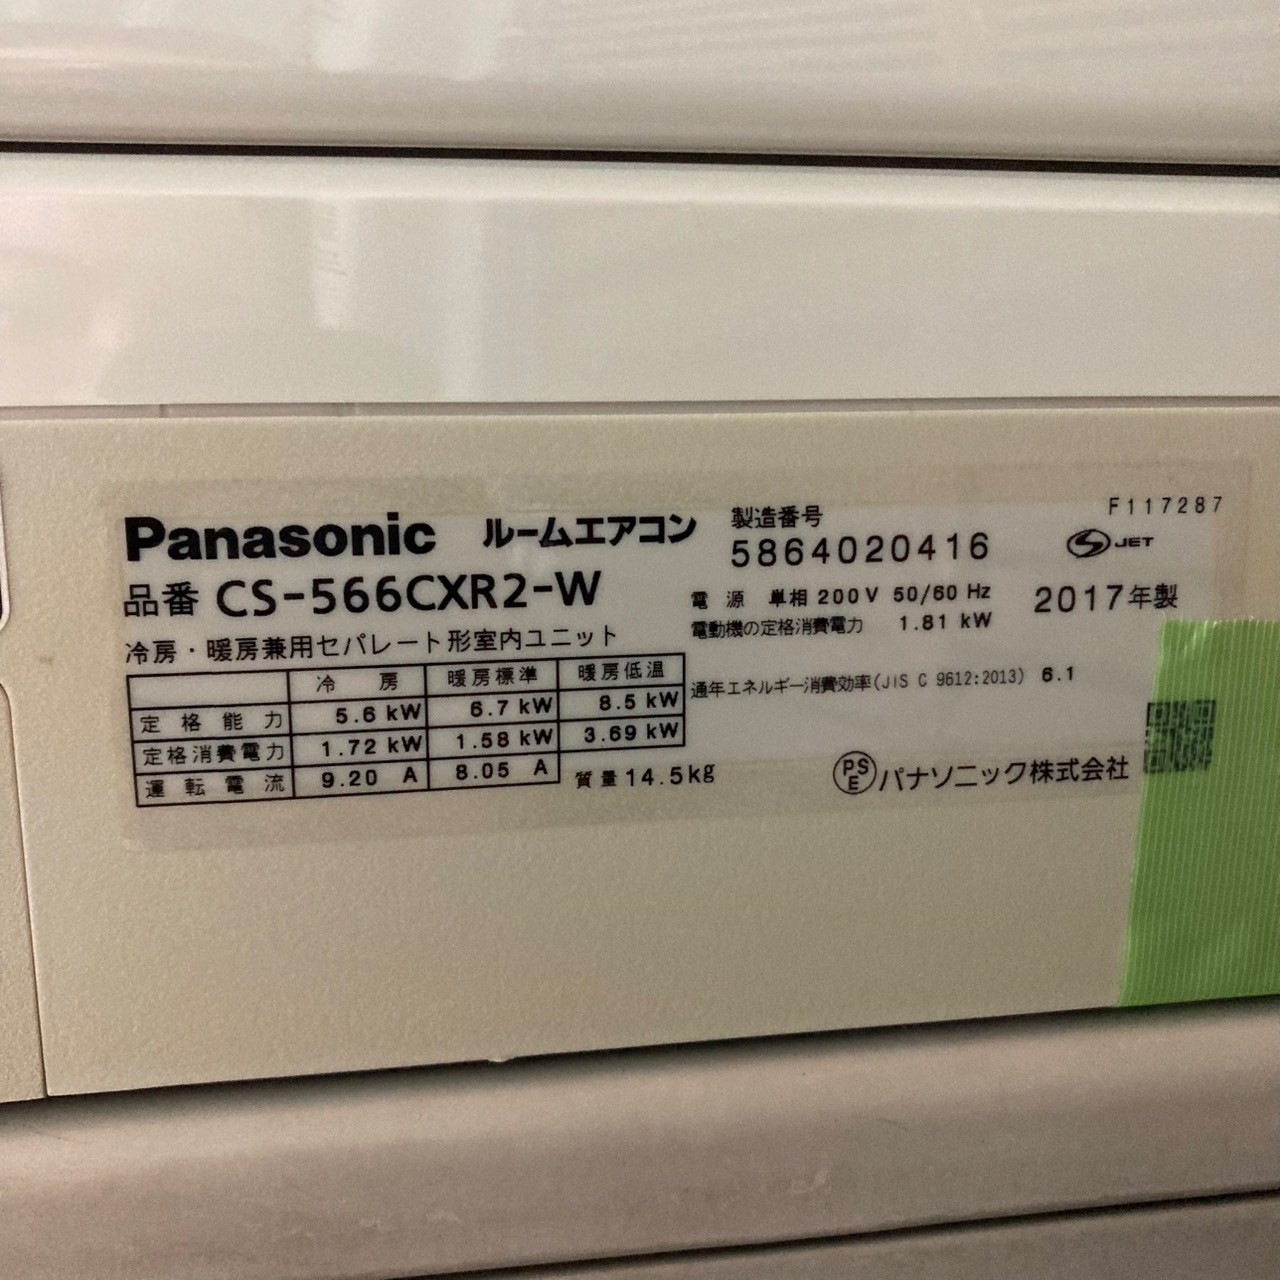 Panasonic ルームエアコン
品番 CS-566CXR2-W
冷房・暖房兼用セパレート形室内ユニット
冷房 暖房標準 暖房低温
定格能力 5.6 kW 6.7 kW 8.5 kW
定格消費電力 1.72 kW 1.58 kW 3.69 kW
運転電流 9.20 A 8.05 A
質量 14.5kg
製造番号
5864020416
F117287
JET
電源 単相 200V 50/60 Hz
電動機の定格消費電力 1.81 kW
2017年製
通年エネルギー消費効率(JIS C 9612:2013) 6.1
PSE パナソニック株式会社